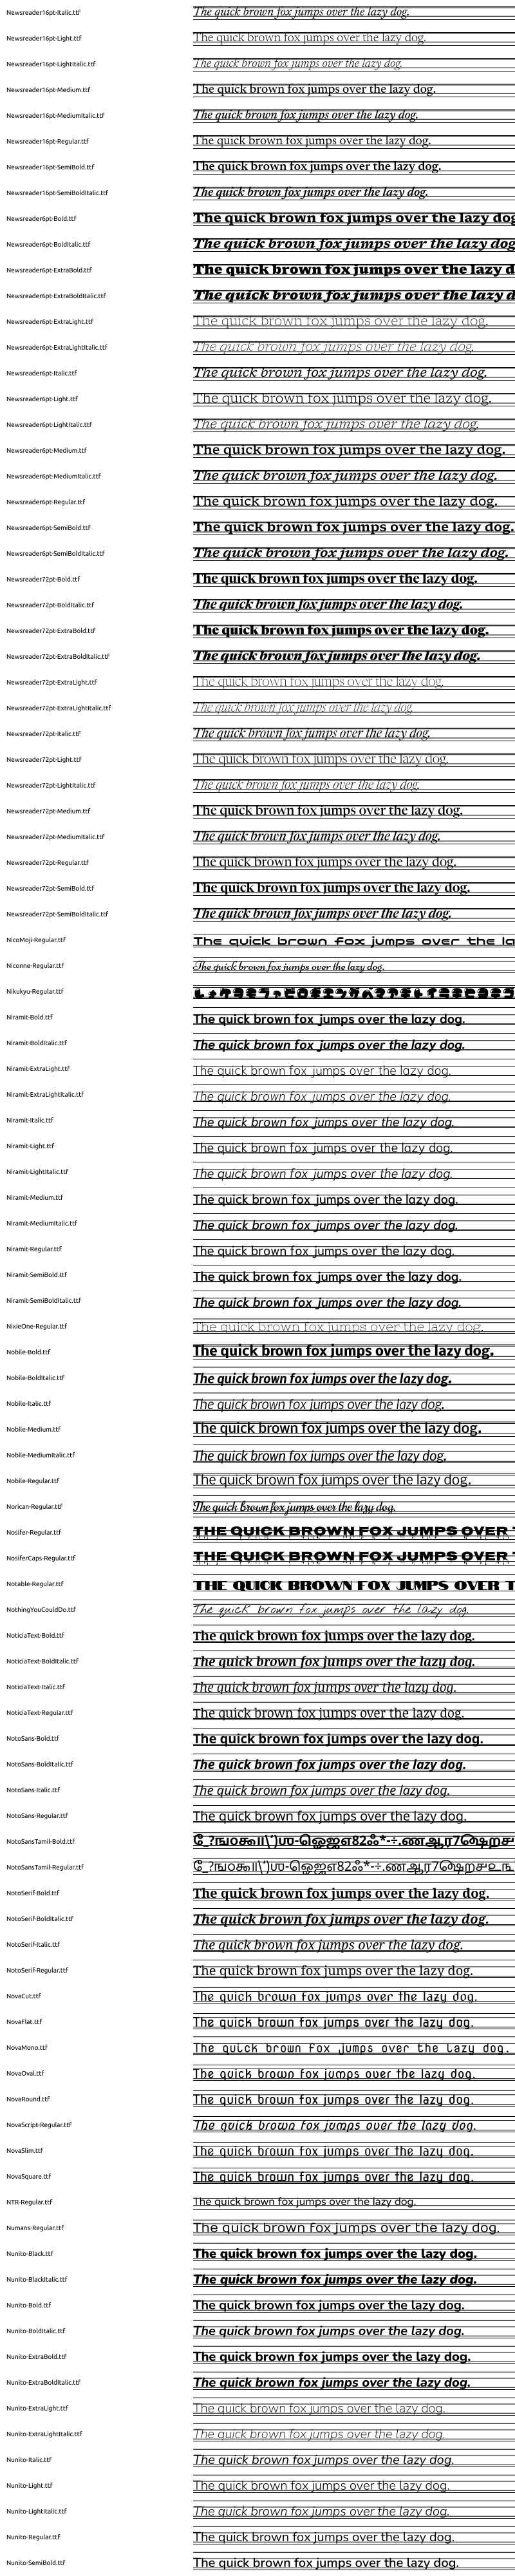 Newsreader16pt-Italic.ttf The quick brown fox jumps over the lazy dog.
Newsreader16pt-Light.ttf The quick brown fox jumps over the lazy dog.
Newsreader16pt-LightItalic.ttf The quick brown fox jumps over the lazy dog.
Newsreader16pt-Medium.ttf The quick brown fox jumps over the lazy dog.
Newsreader16pt-MediumItalic.ttf The quick brown fox jumps over the lazy dog.
Newsreader16pt-Regular.ttf The quick brown fox jumps over the lazy dog.
Newsreader16pt-SemiBold.ttf The quick brown fox jumps over the lazy dog.
Newsreader16pt-SemiBoldItalic.ttf The quick brown fox jumps over the lazy dog.
Newsreader6pt-Bold.ttf The quick brown fox jumps over the lazy dog
Newsreader6pt-BoldItalic.ttf The quick brown fox jumps over the lazy dog
Newsreader6pt-ExtraBold.ttf The quick brown fox jumps over the lazy d
Newsreader6pt-ExtraBoldItalic.ttf The quick brown fox jumps over the lazy d
Newsreader6pt-ExtraLight.ttf The quick brown fox jumps over the lazy dog.
Newsreader6pt-ExtraLightItalic.ttf The quick brown fox jumps over the lazy dog.
Newsreader6pt-Italic.ttf The quick brown fox jumps over the lazy dog.
Newsreader6pt-Light.ttf The quick brown fox jumps over the lazy dog.
Newsreader6pt-LightItalic.ttf The quick brown fox jumps over the lazy dog.
Newsreader6pt-Medium.ttf The quick brown fox jumps over the lazy dog.
Newsreader6pt-MediumItalic.ttf The quick brown fox jumps over the lazy dog.
Newsreader6pt-Regular.ttf The quick brown fox jumps over the lazy dog.
Newsreader6pt-SemiBold.ttf The quick brown fox jumps over the lazy dog.
Newsreader6pt-SemiBoldItalic.ttf The quick brown fox jumps over the lazy dog.
Newsreader72pt-Bold.ttf The quick brown fox jumps over the lazy dog.
Newsreader72pt-BoldItalic.ttf The quick brown fox jumps over the lazy dog.
Newsreader72pt-ExtraBold.ttf The quick brown fox jumps over the lazy dog.
Newsreader72pt-ExtraBoldItalic.ttf The quick brown fox jumps over the lazy dog.
Newsreader72pt-ExtraLight.ttf The quick brown fox jumps over the lazy dog.
Newsreader72pt-ExtraLightItalic.ttf The quick brown fox jumps over the lazy dog.
Newsreader72pt-Italic.ttf The quick brown fox jumps over the lazy dog.
Newsreader72pt-Light.ttf The quick brown fox jumps over the lazy dog.
Newsreader72pt-LightItalic.ttf The quick brown fox jumps over the lazy dog.
Newsreader72pt-Medium.ttf The quick brown fox jumps over the lazy dog.
Newsreader72pt-MediumItalic.ttf The quick brown fox jumps over the lazy dog.
Newsreader72pt-Regular.ttf The quick brown fox jumps over the lazy dog.
Newsreader72pt-SemiBold.ttf The quick brown fox jumps over the lazy dog.
Newsreader72pt-SemiBoldItalic.ttf The quick brown fox jumps over the lazy dog.
NicoMoji-Regular.ttf The quick brown fox jumps over the la
Niconne-Regular.ttf The quick brown fox jumps over the lazy dog.
Nikukyu-Regular.ttf
Niramit-Bold.ttf The quick brown fox jumps over the lazy dog.
Niramit-BoldItalic.ttf The quick brown fox jumps over the lazy dog.
Niramit-ExtraLight.ttf The quick brown fox jumps over the lazy dog.
Niramit-ExtraLightItalic.ttf The quick brown fox jumps over the lazy dog.
Niramit-Italic.ttf The quick brown fox jumps over the lazy dog.
Niramit-Light.ttf The quick brown fox jumps over the lazy dog.
Niramit-LightItalic.ttf The quick brown fox jumps over the lazy dog.
Niramit-Medium.ttf The quick brown fox jumps over the lazy dog.
Niramit-MediumItalic.ttf The quick brown fox jumps over the lazy dog.
Niramit-Regular.ttf The quick brown fox jumps over the lazy dog.
Niramit-SemiBold.ttf The quick brown fox jumps over the lazy dog.
Niramit-SemiBoldItalic.ttf The quick brown fox jumps over the lazy dog.
NixieOne-Regular.ttf The quick brown fox jumps over the lazy dog.
Nobile-Bold.ttf The quick brown fox jumps over the lazy dog.
Nobile-BoldItalic.ttf The quick brown fox jumps over the lazy dog.
Nobile-Italic.ttf The quick brown fox jumps over the lazy dog.
Nobile-Medium.ttf The quick brown fox jumps over the lazy dog.
Nobile-MediumItalic.ttf The quick brown fox jumps over the lazy dog.
Nobile-Regular.ttf The quick brown fox jumps over the lazy dog.
Norican-Regular.ttf The quick brown fox jumps over the lazy dog.
Nosifer-Regular.ttf THE QUICK BROWN FOX JUMPS OVER
NosiferCaps-Regular.ttf THE QUICK BROWN FOX JUMPS OVER
Notable-Regular.ttf THE QUICK BROWN FOX JUMPS OVER T
NothingYouCouldDo.ttf The quick brown fox jumps over the lazy dog.
NoticiaText-Bold.ttf The quick brown fox jumps over the lazy dog.
NoticiaText-BoldItalic.ttf The quick brown fox jumps over the lazy dog.
NoticiaText-Italic.ttf The quick brown fox jumps over the lazy dog.
NoticiaText-Regular.ttf The quick brown fox jumps over the lazy dog.
NotoSans-Bold.ttf The quick brown fox jumps over the lazy dog.
NotoSans-BoldItalic.ttf The quick brown fox jumps over the lazy dog.
NotoSans-Italic.ttf The quick brown fox jumps over the lazy dog.
NotoSans-Regular.ttf The quick brown fox jumps over the lazy dog.
NotoSansTamil-Bold.ttf
NotoSansTamil-Regular.ttf
NotoSerif-Bold.ttf The quick brown fox jumps over the lazy dog.
NotoSerif-BoldItalic.ttf The quick brown fox jumps over the lazy dog.
NotoSerif-Italic.ttf The quick brown fox jumps over the lazy dog.
NotoSerif-Regular.ttf The quick brown fox jumps over the lazy dog.
NovaCut.ttf The quick brown fox jumps over the lazy dog.
NovaFlat.ttf The quick brown fox jumps over the lazy dog.
NovaMono.ttf The quick brown fox jumps over the lazy dog.
NovaOval.ttf The quick brown fox jumps over the lazy dog.
NovaRound.ttf The quick brown fox jumps over the lazy dog.
NovaScript-Regular.ttf The quick brown fox jumps over the lazy dog.
NovaSlim.ttf The quick brown fox jumps over the lazy dog.
NovaSquare.ttf The quick brown fox jumps over the lazy dog.
NTR-Regular.ttf The quick brown fox jumps over the lazy dog.
Numans-Regular.ttf The quick brown fox jumps over the lazy dog.
Nunito-Black.ttf The quick brown fox jumps over the lazy dog.
Nunito-BlackItalic.ttf The quick brown fox jumps over the lazy dog.
Nunito-Bold.ttf The quick brown fox jumps over the lazy dog.
Nunito-BoldItalic.ttf The quick brown fox jumps over the lazy dog.
Nunito-ExtraBold.ttf The quick brown fox jumps over the lazy dog.
Nunito-ExtraBoldItalic.ttf The quick brown fox jumps over the lazy dog.
Nunito-ExtraLight.ttf The quick brown fox jumps over the lazy dog.
Nunito-ExtraLightItalic.ttf The quick brown fox jumps over the lazy dog.
Nunito-Italic.ttf The quick brown fox jumps over the lazy dog.
Nunito-Light.ttf The quick brown fox jumps over the lazy dog.
Nunito-LightItalic.ttf The quick brown fox jumps over the lazy dog.
Nunito-Regular.ttf The quick brown fox jumps over the lazy dog.
Nunito-SemiBold.ttf The quick brown fox jumps over the lazy dog.